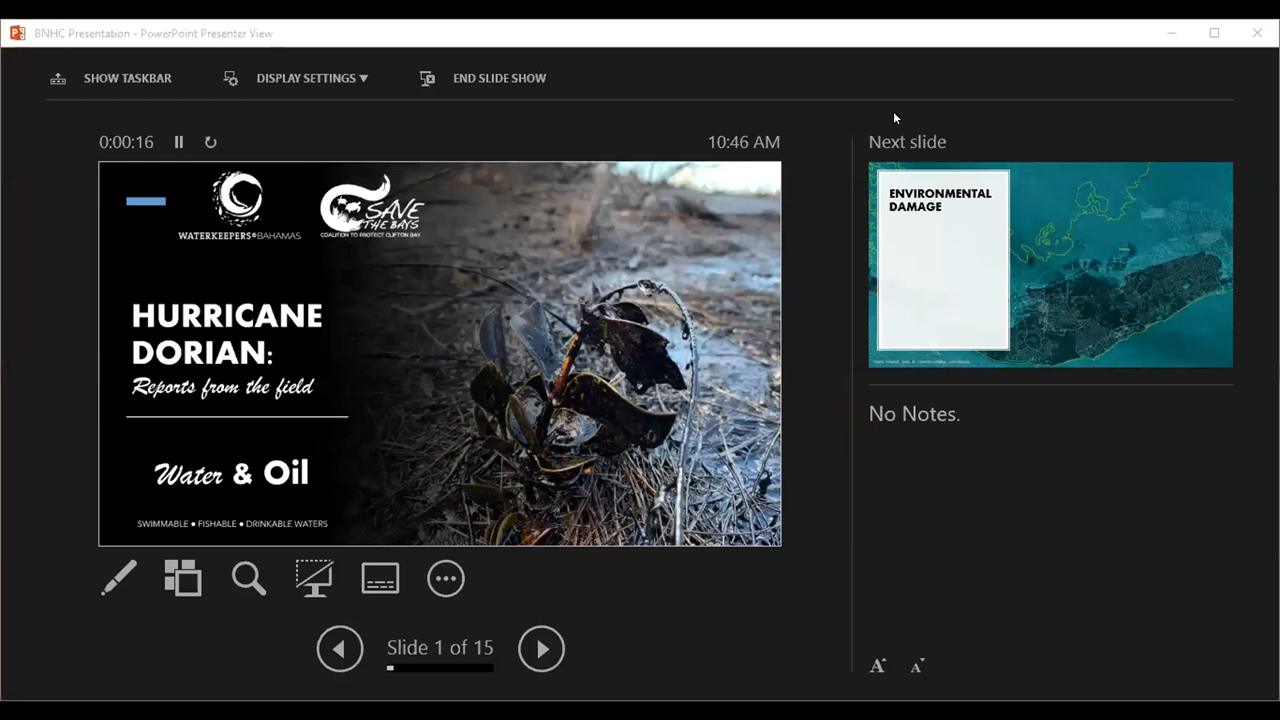 BNHC Presentation - PowerPoint Presenter View
SHOW TASKBAR
DISPLAY SETTINGS ▼
END SLIDE SHOW
0:00:16
10:46 AM
Next slide
WATERKEEPERS®BAHAMAS
SAVE
THE BAYS
COALITION TO PROTECT CLIFTON BAY
HURRICANE
DORIAN:
Reports from the field
Water & Oil
SWIMMABLE ● FISHABLE ● DRINKABLE WATERS
ENVIRONMENTAL
DAMAGE
No Notes.
Slide 1 of 15
A A